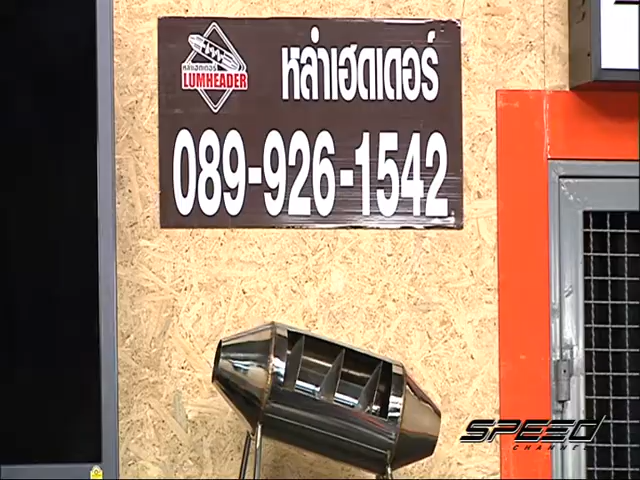 หล่าเฮดเดอร์
LUMHEADER
หล่ำเฮดเดอร์
089-926-1542
SPEED
CHANNEL